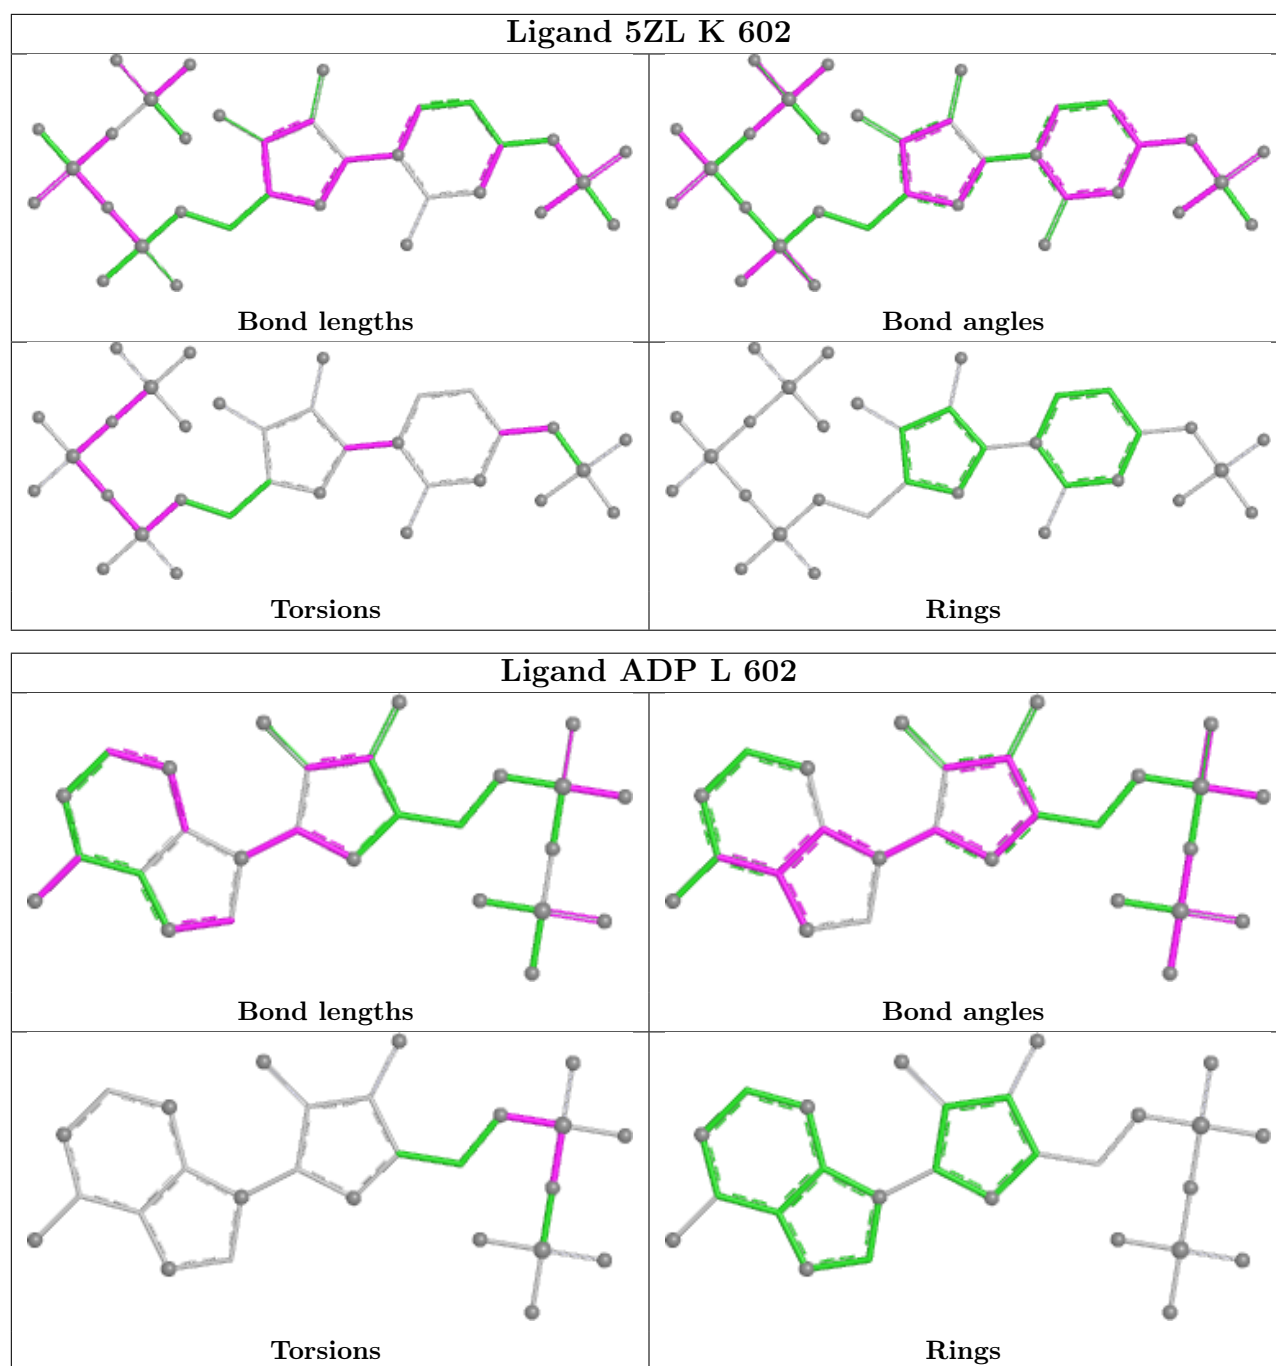 Ligand 5ZL K 602
Bond lengths
Bond angles
Torsions
Rings
Ligand ADP L 602
Bond lengths
Bond angles
Torsions
Rings